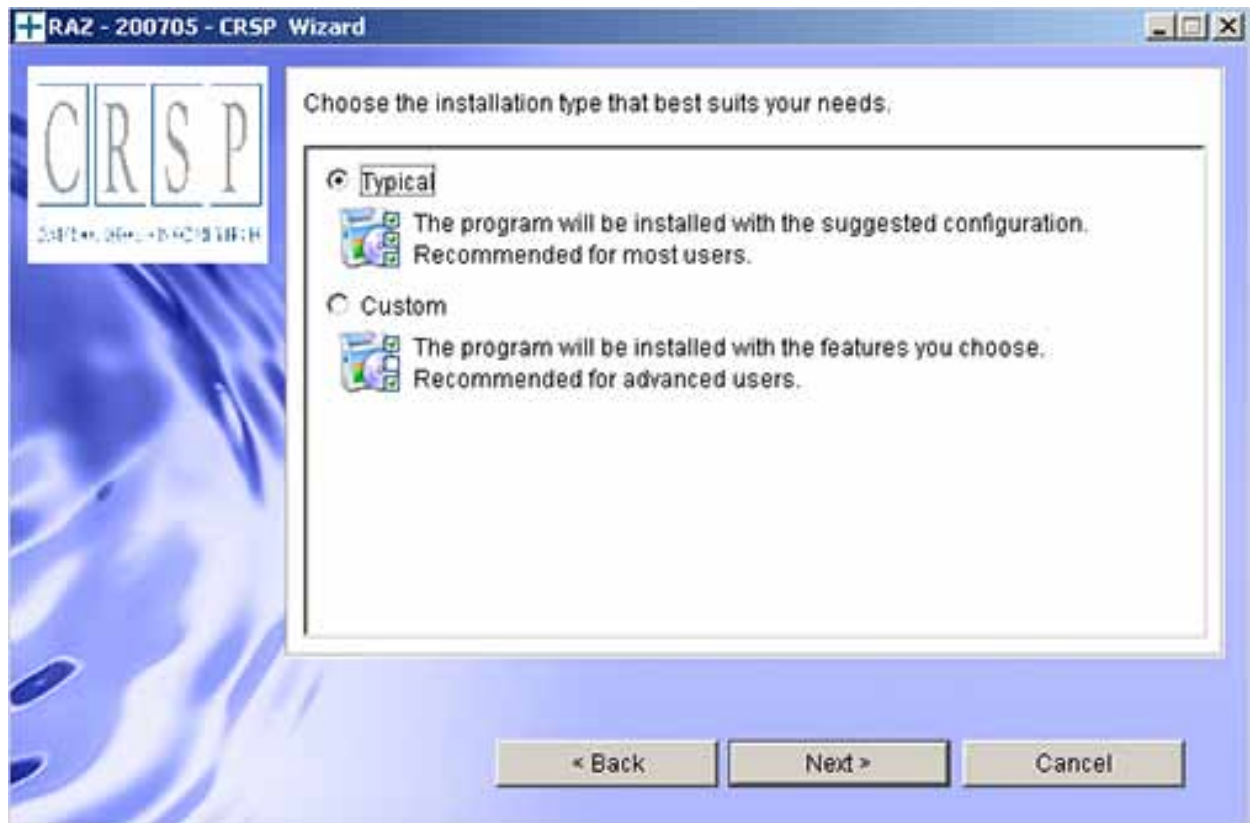 RAZ - 200705 - CRSP Wizard
CRSP
Choose the installation type that best suits your needs.
Typical
The program will be installed with the suggested configuration.
Recommended for most users.
Custom
The program will be installed with the features you choose.
Recommended for advanced users.
< Back
Next >
Cancel